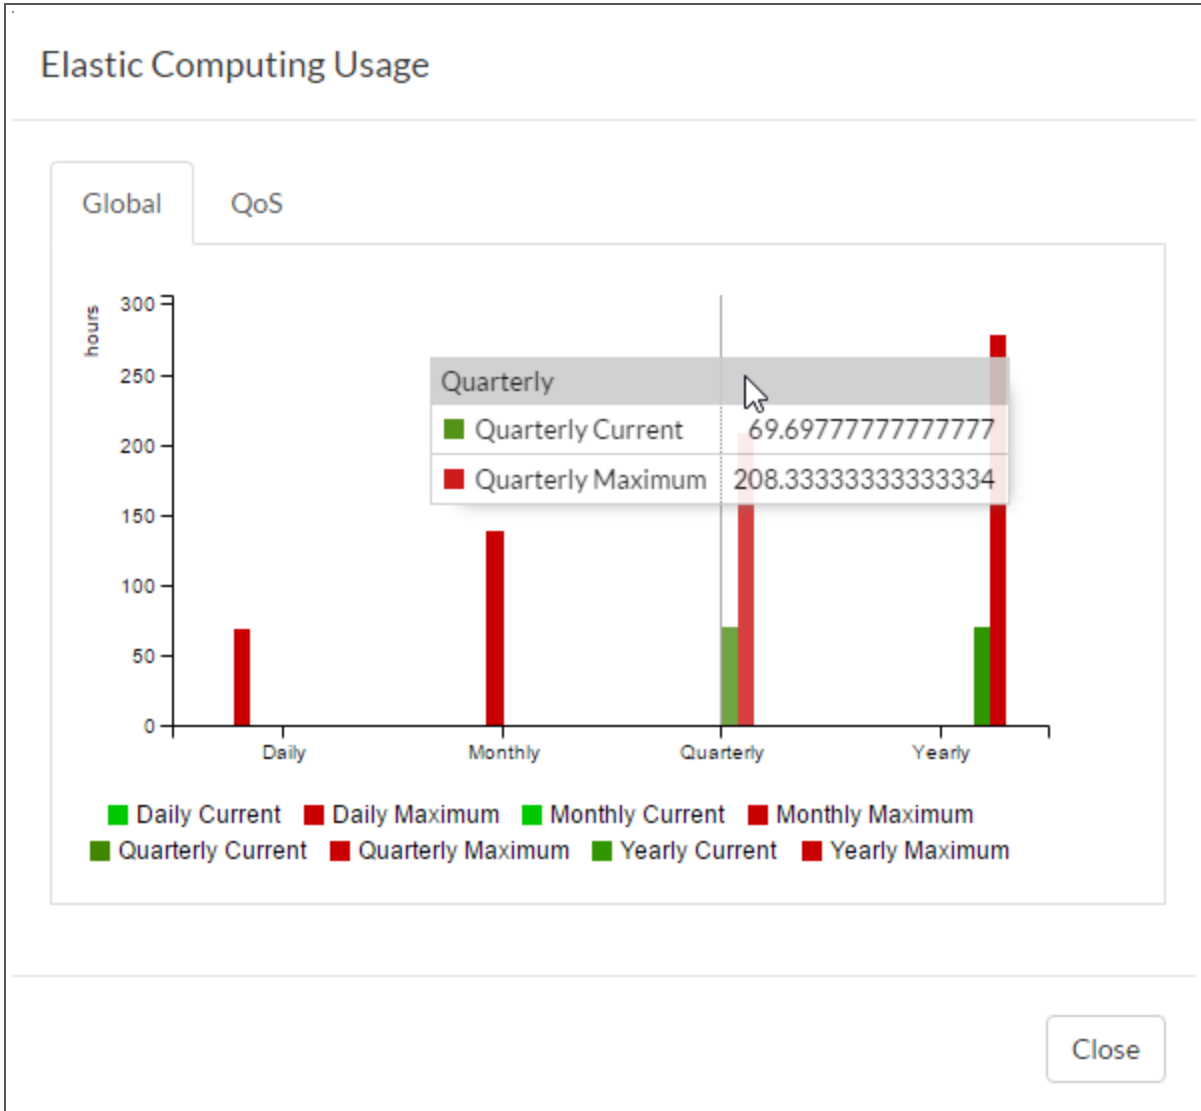 Elastic Computing Usage
Global QoS
hours
300
250
200
150
100
50
0
Quarterly
Quarterly Current 69.69777777777777
Quarterly Maximum 208.33333333333334
Daily Monthly Quarterly Yearly
Daily Current Daily Maximum Monthly Current Monthly Maximum
Quarterly Current Quarterly Maximum Yearly Current Yearly Maximum
Close